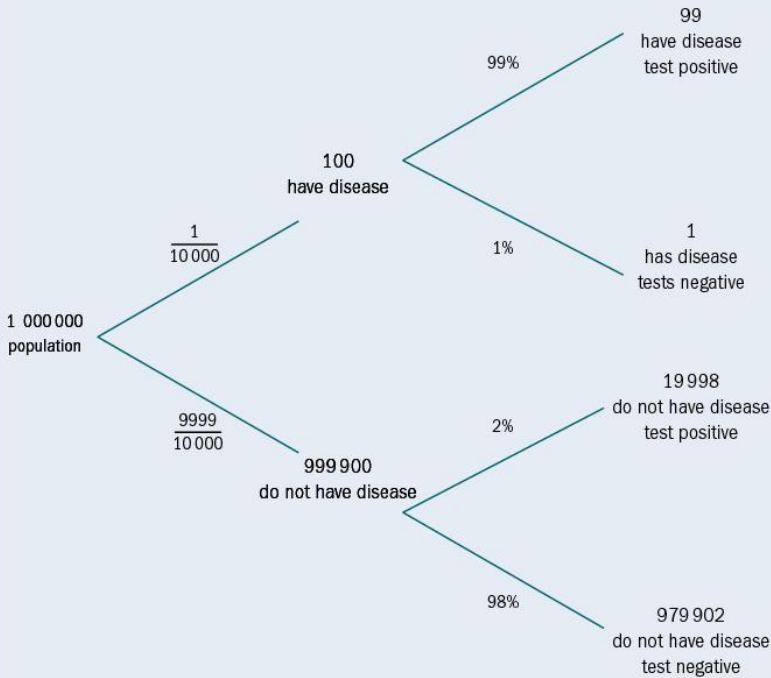 99
have disease
test positive
99%
100
have disease
1
10 000
1%
1
has disease
tests negative
1 000 000
population
9999
10 000
999 900
do not have disease
2%
19 998
do not have disease
test positive
98%
979 902
do not have disease
test negative